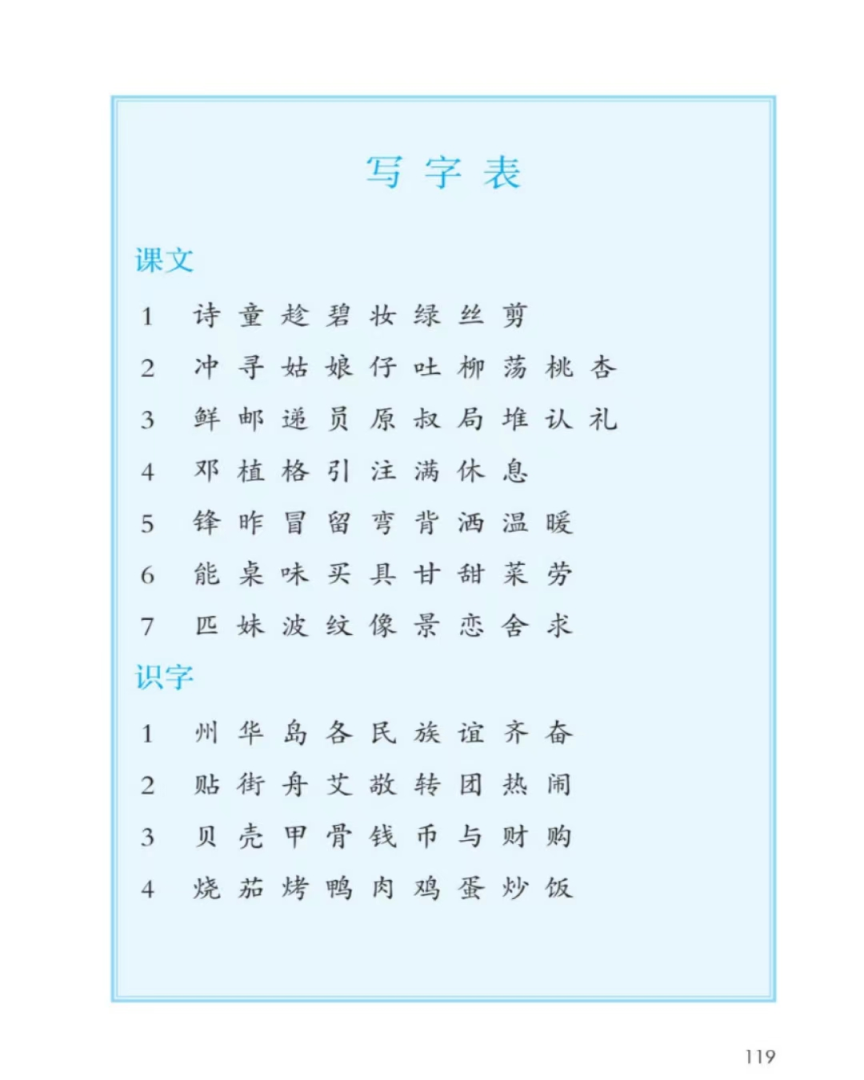 写字表
课文
1 诗 童 趁 碧 妆 绿 丝 剪
2 冲 寻 姑 娘 仔 吐 柳 荡 桃 杏
3 鲜 邮 递 员 原 叔 局 堆 认 礼
4 邓 植 格 引 注 满 休 息
5 锋 昨 冒 留 弯 背 洒 温 暖
6 能 桌 味 买 具 甘 甜 菜 劳
7 匹 妹 波 纹 像 景 恋 舍 求
识字
1 州 华 岛 各 民 族 谊 齐 奋
2 贴 街 舟 艾 敬 转 团 热 闹
3 贝 壳 甲 骨 钱 币 与 财 购
4 烧 茄 烤 鸭 肉 鸡 蛋 炒 饭
119